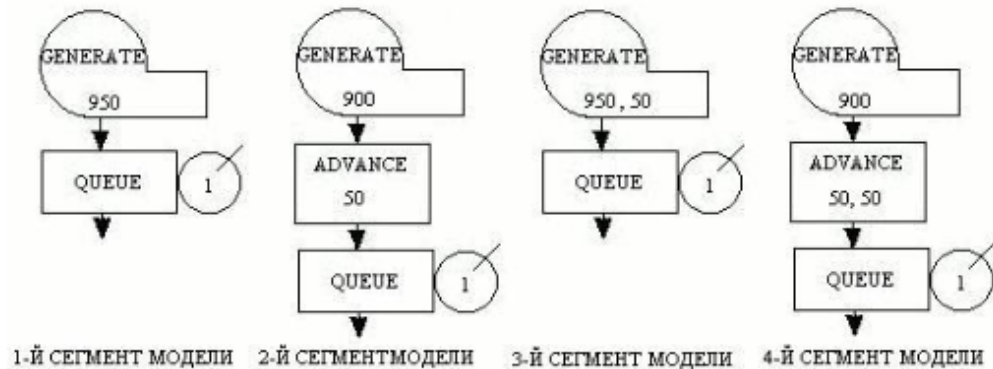 GENERATE
950
QUEUE
1
1-Й СЕГМЕНТ МОДЕЛИ
GENERATE
900
ADVANCE
50
QUEUE
1
2-Й СЕГМЕНТМОДЕЛИ
GENERATE
950 , 50
QUEUE
1
3-Й СЕГМЕНТ МОДЕЛИ
GENERATE
900
ADVANCE
50, 50
QUEUE
1
4-Й СЕГМЕНТ МОДЕЛИ